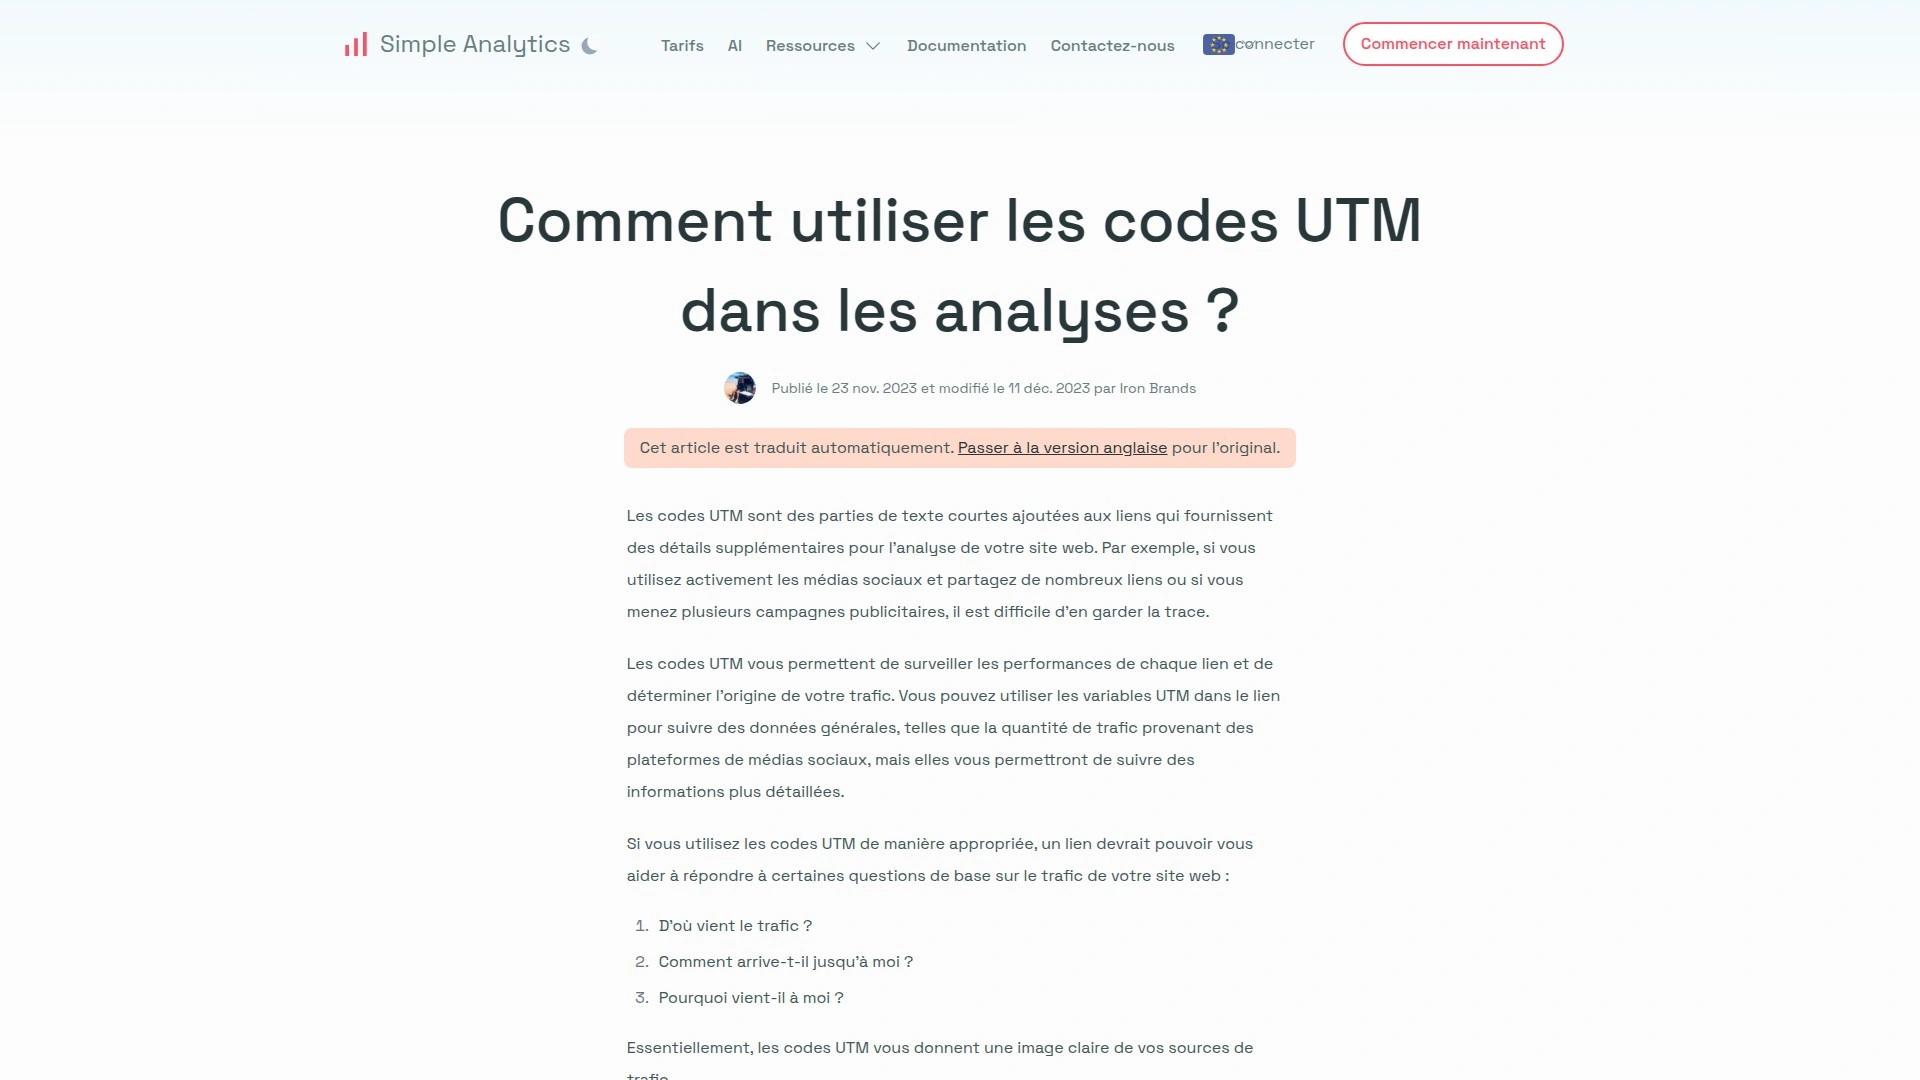 Simple Analytics
Tarifs
AI
Ressources
Documentation
Contactez-nous
connecter
Commencer maintenant
Comment utiliser les codes UTM
dans les analyses ?
Publié le 23 nov. 2023 et modifié le 11 déc. 2023 par Iron Brands
Cet article est traduit automatiquement. Passer à la version anglaise pour l'original.
Les codes UTM sont des parties de texte courtes ajoutées aux liens qui fournissent
des détails supplémentaires pour l'analyse de votre site web. Par exemple, si vous
utilisez activement les médias sociaux et partagez de nombreux liens ou si vous
menez plusieurs campagnes publicitaires, il est difficile d'en garder la trace.
Les codes UTM vous permettent de surveiller les performances de chaque lien et de
déterminer l'origine de votre trafic. Vous pouvez utiliser les variables UTM dans le lien
pour suivre des données générales, telles que la quantité de trafic provenant des
plateformes de médias sociaux, mais elles vous permettront de suivre des
informations plus détaillées.
Si vous utilisez les codes UTM de manière appropriée, un lien devrait pouvoir vous
aider à répondre à certaines questions de base sur le trafic de votre site web :
1. D'où vient le trafic ?
2. Comment arrive-t-il jusqu'à moi ?
3. Pourquoi vient-il à moi ?
Essentiellement, les codes UTM vous donnent une image claire de vos sources de
trafic.